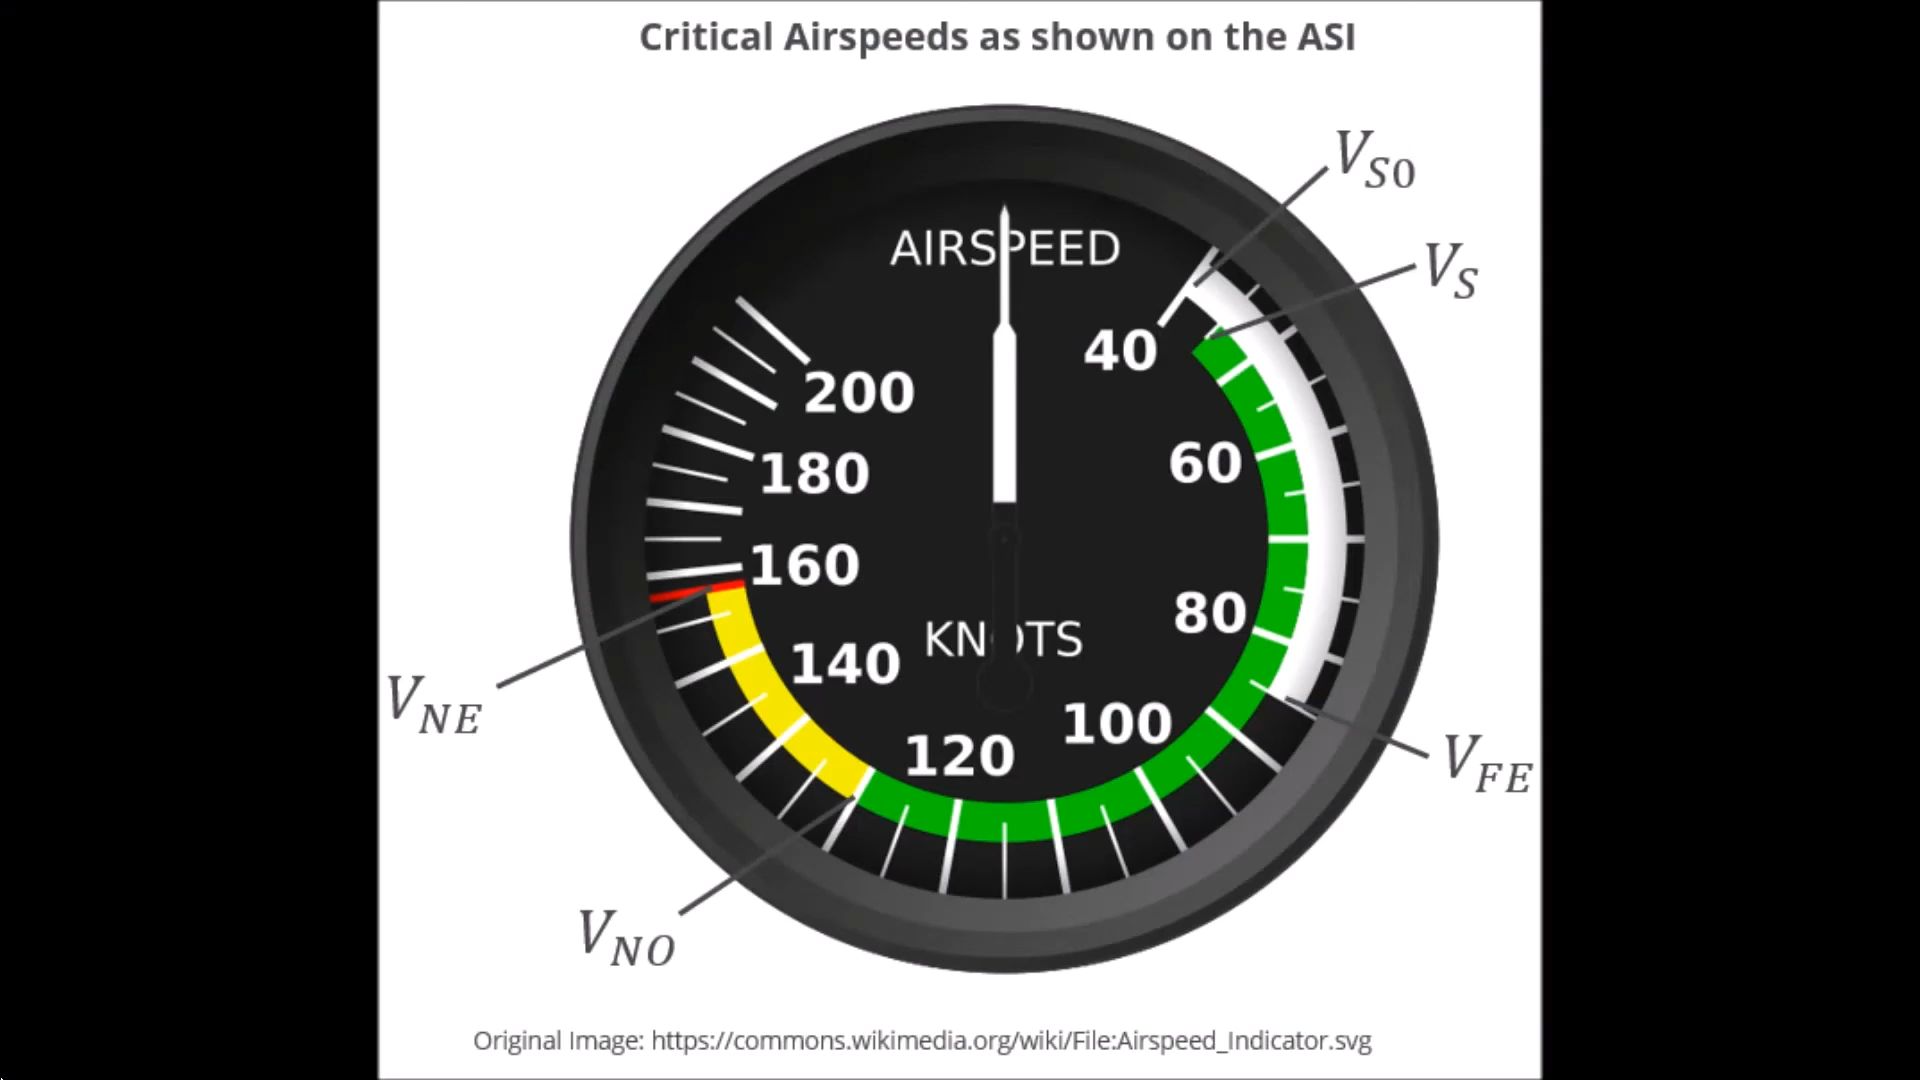 Critical Airspeeds as shown on the ASI
V_S0
AIRSPEED
V_S
40
200
60
180
160
80
KNOTS
140
V_NE
100
120
V_FE
V_NO
Original Image: https://commons.wikimedia.org/wiki/File:Airspeed_Indicator.svg